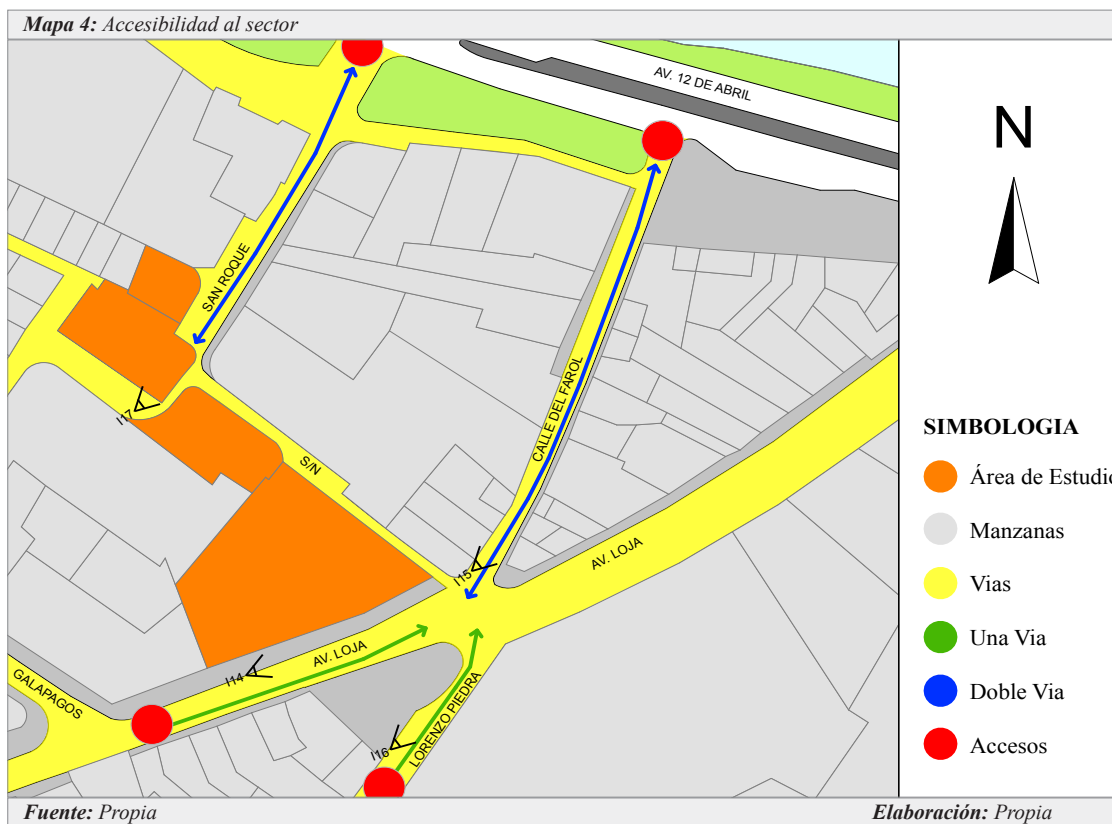 Mapa 4: Accesibilidad al sector
AV. 12 DE ABRIL
N
SAN ROQUE
CALLE DEL FAROL
I17
S/N
I15
AV. LOJA
AV. LOJA
I14
GALAPAGOS
LORENZO PIEDRA
I16
SIMBOLOGIA
Área de Estudio
Manzanas
Vias
Una Via
Doble Via
Accesos
Fuente: Propia
Elaboración: Propia